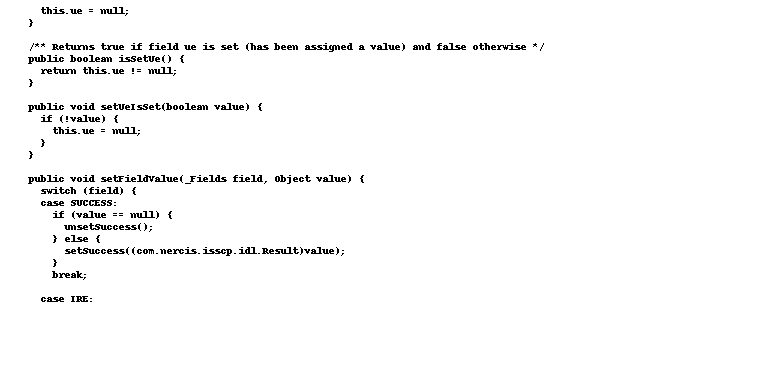 this.ue = null;
}
/** Returns true if field ue is set (has been assigned a value) and false otherwise */
public boolean isSetUe() {
return this.ue != null;
}
public void setUeIsSet(boolean value) {
if (!value) {
this.ue = null;
}
}
public void setFieldValue(_Fields field, Object value) {
switch (field) {
case SUCCESS:
if (value == null) {
unsetSuccess();
} else {
setSuccess((com.nercis.isscp.idl.Result)value);
}
break;
case IRE: